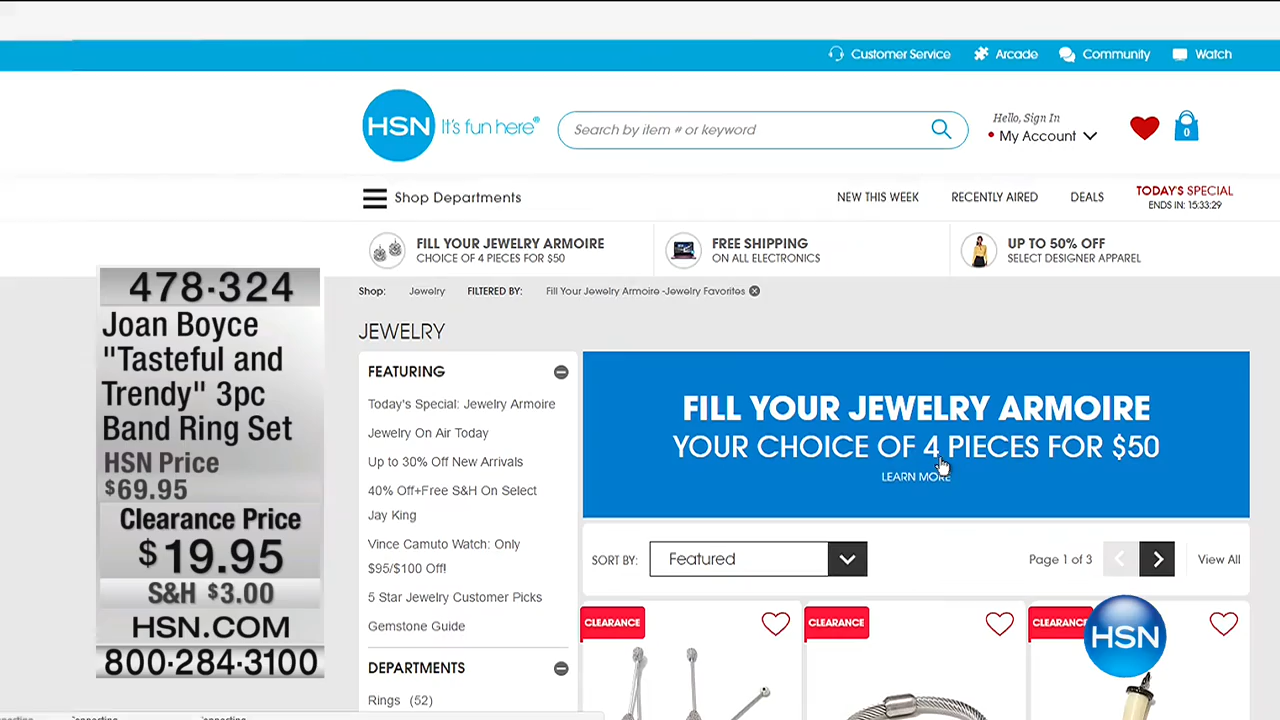 Customer Service
Arcade
Community
Watch
HSN It's fun here®
Search by item # or keyword
Hello, Sign In
My Account
0
Shop Departments
NEW THIS WEEK
RECENTLY AIRED
DEALS
TODAY'S SPECIAL
ENDS IN: 15:33:29
FILL YOUR JEWELRY ARMOIRE
CHOICE OF 4 PIECES FOR $50
FREE SHIPPING
ON ALL ELECTRONICS
UP TO 50% OFF
SELECT DESIGNER APPAREL
478·324
Joan Boyce
"Tasteful and
Trendy" 3pc
Band Ring Set
HSN Price
$69.95
Clearance Price
$19.95
S&H $3.00
HSN.COM
800·284·3100
Shop: Jewelry FILTERED BY: Fill Your Jewelry Armoire -Jewelry Favorites
JEWELRY
FEATURING
Today's Special: Jewelry Armoire
Jewelry On Air Today
Up to 30% Off New Arrivals
40% Off+Free S&H On Select
Jay King
Vince Camuto Watch: Only
$95/$100 Off!
5 Star Jewelry Customer Picks
Gemstone Guide
DEPARTMENTS
Rings (52)
FILL YOUR JEWELRY ARMOIRE
YOUR CHOICE OF 4 PIECES FOR $50
LEARN MORE
SORT BY: Featured
Page 1 of 3
View All
CLEARANCE
CLEARANCE
CLEARANCE
HSN